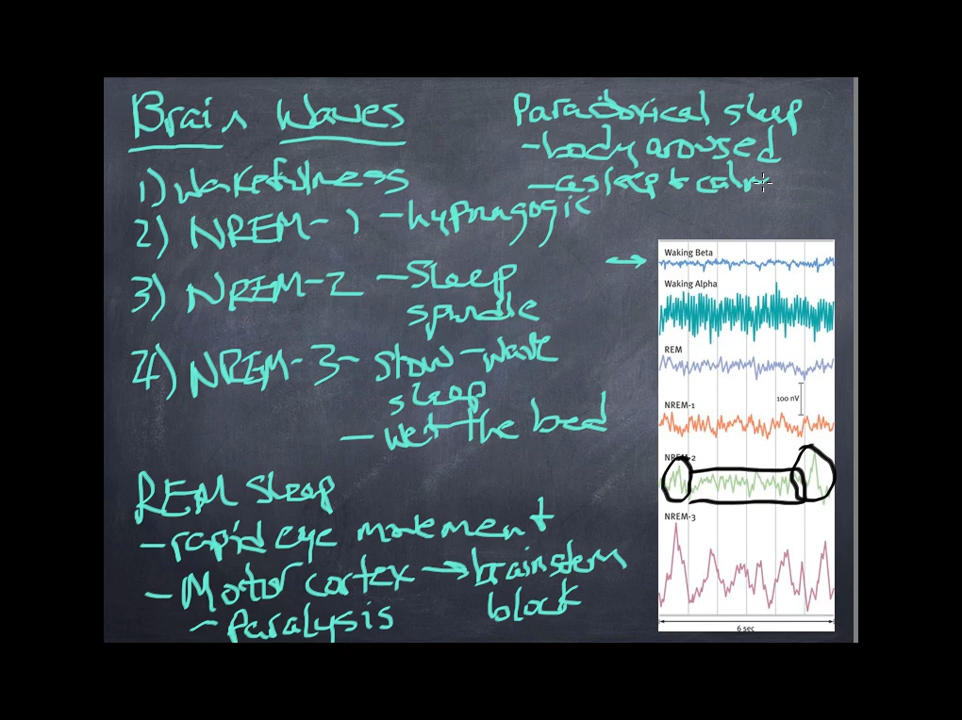 Brain Waves
1) Wakefulness
2) NREM-1 - hypnagogic
3) NREM-2 - Sleep
spindle
4) NREM-3- slow-wave
sleep
- wet the bed
REM Sleep
- rapid eye movement
- Motor cortex → brainstem
block
- Paralysis
Paradoxical sleep
- body aroused
- asleep & calm
→
Waking Beta
Waking Alpha
REM
100 nV
NREM-1
NREM-2
NREM-3
6 sec